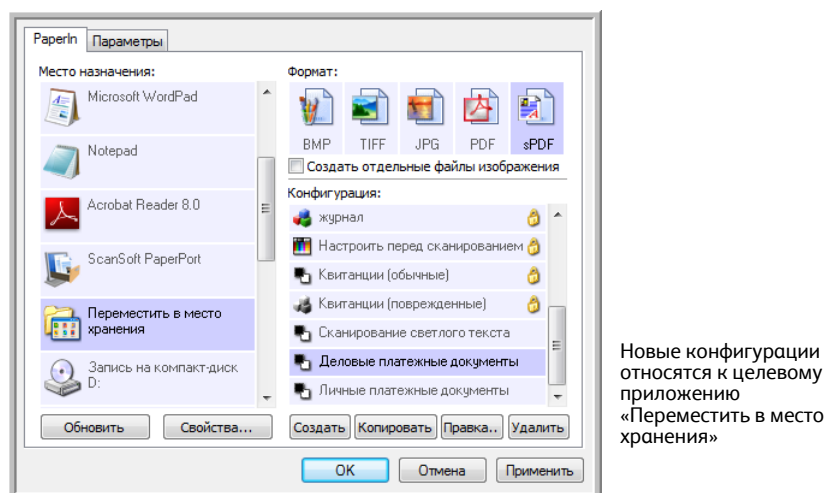 PaperIn
Параметры
Место назначения:
Microsoft WordPad
Notepad
Acrobat Reader 8.0
ScanSoft PaperPort
Переместить в место
хранения
Запись на компакт-диск
D:
Обновить
Свойства...
Формат:
BMP
TIFF
JPG
PDF
sPDF
Создать отдельные файлы изображения
Конфигурация:
журнал
Настроить перед сканированием
Квитанции (обычные)
Квитанции (поврежденные)
Сканирование светлого текста
Деловые платежные документы
Личные платежные документы
Создать
Копировать
Правка..
Удалить
OK
Отмена
Применить
Новые конфигурации
относятся к целевому
приложению
«Переместить в место
хранения»